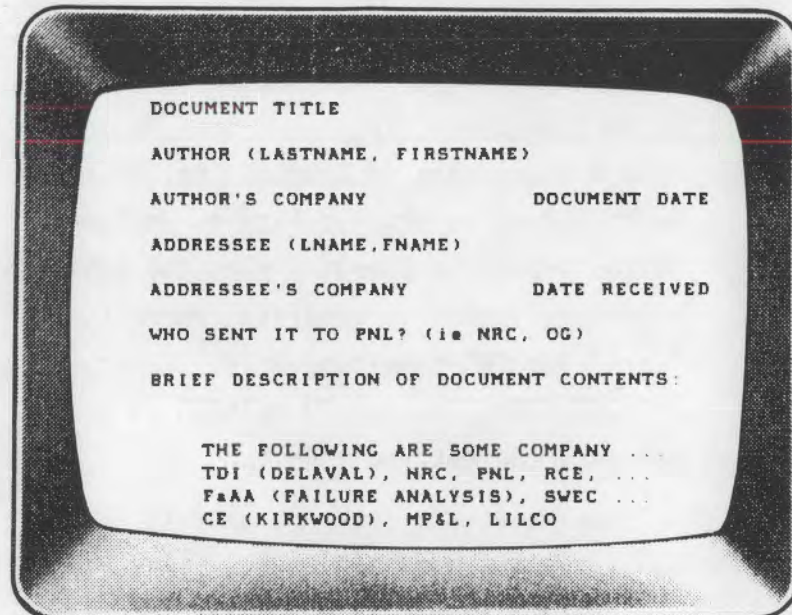 DOCUMENT TITLE
AUTHOR (LASTNAME, FIRSTNAME)
AUTHOR'S COMPANY DOCUMENT DATE
ADDRESSEE (LNAME,FNAME)
ADDRESSEE'S COMPANY DATE RECEIVED
WHO SENT IT TO PNL? (ie NRC, OG)
BRIEF DESCRIPTION OF DOCUMENT CONTENTS:
THE FOLLOWING ARE SOME COMPANY ...
TDI (DELAVAL), NRC, PNL, RCE, ...
FaAA (FAILURE ANALYSIS), SWEC ...
CE (KIRKWOOD), MP&L, LILCO